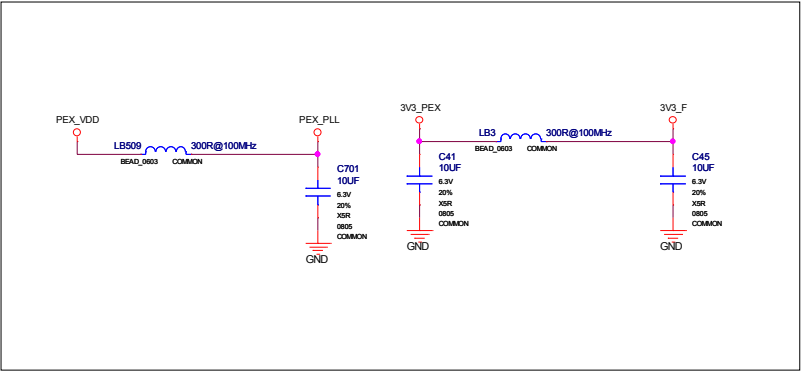 PEX_VDD
LB509 300R@100MHz
BEAD_0603 COMMON
PEX_PLL
C701
10UF
6.3V
20%
X5R
0805
COMMON
GND
3V3_PEX
LB3 300R@100MHz
BEAD_0603 COMMON
3V3_F
C41
10UF
6.3V
20%
X5R
0805
COMMON
GND
C45
10UF
6.3V
20%
X5R
0805
COMMON
GND